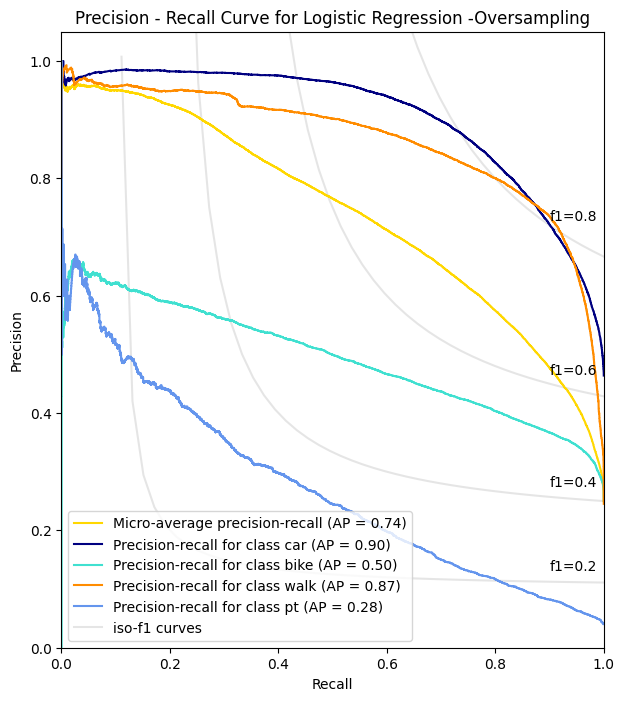 Precision - Recall Curve for Logistic Regression -Oversampling
Precision
1.0
0.8
0.6
0.4
0.2
0.0
f1=0.8
f1=0.6
f1=0.4
f1=0.2
Micro-average precision-recall (AP = 0.74)
Precision-recall for class car (AP = 0.90)
Precision-recall for class bike (AP = 0.50)
Precision-recall for class walk (AP = 0.87)
Precision-recall for class pt (AP = 0.28)
iso-f1 curves
0.0 0.2 0.4 0.6 0.8 1.0
Recall